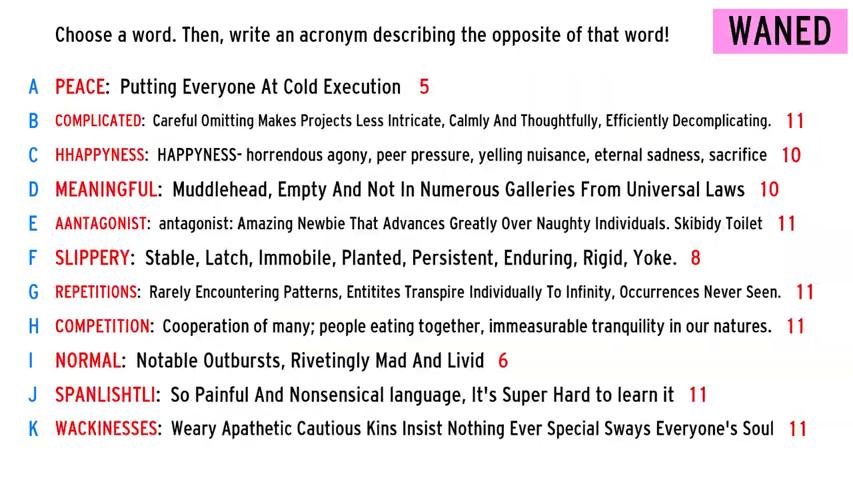 Choose a word. Then, write an acronym describing the opposite of that word!
WANED
A PEACE: Putting Everyone At Cold Execution 5
B COMPLICATED: Careful Omitting Makes Projects Less Intricate, Calmly And Thoughtfully, Efficiently Decomplicating. 11
C HHAPPYNESS: HAPPYNESS- horrendous agony, peer pressure, yelling nuisance, eternal sadness, sacrifice 10
D MEANINGFUL: Muddlehead, Empty And Not In Numerous Galleries From Universal Laws 10
E AANTAGONIST: antagonist: Amazing Newbie That Advances Greatly Over Naughty Individuals. Skibidy Toilet 11
F SLIPPERY: Stable, Latch, Immobile, Planted, Persistent, Enduring, Rigid, Yoke. 8
G REPETITIONS: Rarely Encountering Patterns, Entitites Transpire Individually To Infinity, Occurrences Never Seen. 11
H COMPETITION: Cooperation of many; people eating together, immeasurable tranquility in our natures. 11
I NORMAL: Notable Outbursts, Rivetingly Mad And Livid 6
J SPANLISHTLI: So Painful And Nonsensical language, It's Super Hard to learn it 11
K WACKINESSES: Weary Apathetic Cautious Kins Insist Nothing Ever Special Sways Everyone's Soul 11